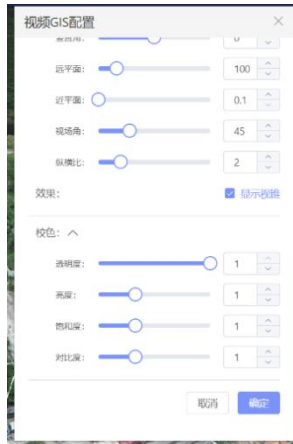 视频GIS配置
远平面: 100
近平面: 0.1
视场角: 45
纵横比: 2
效果: 显示视锥
校色:
透明度: 1
亮度: 1
饱和度: 1
对比度: 1
取消 确定